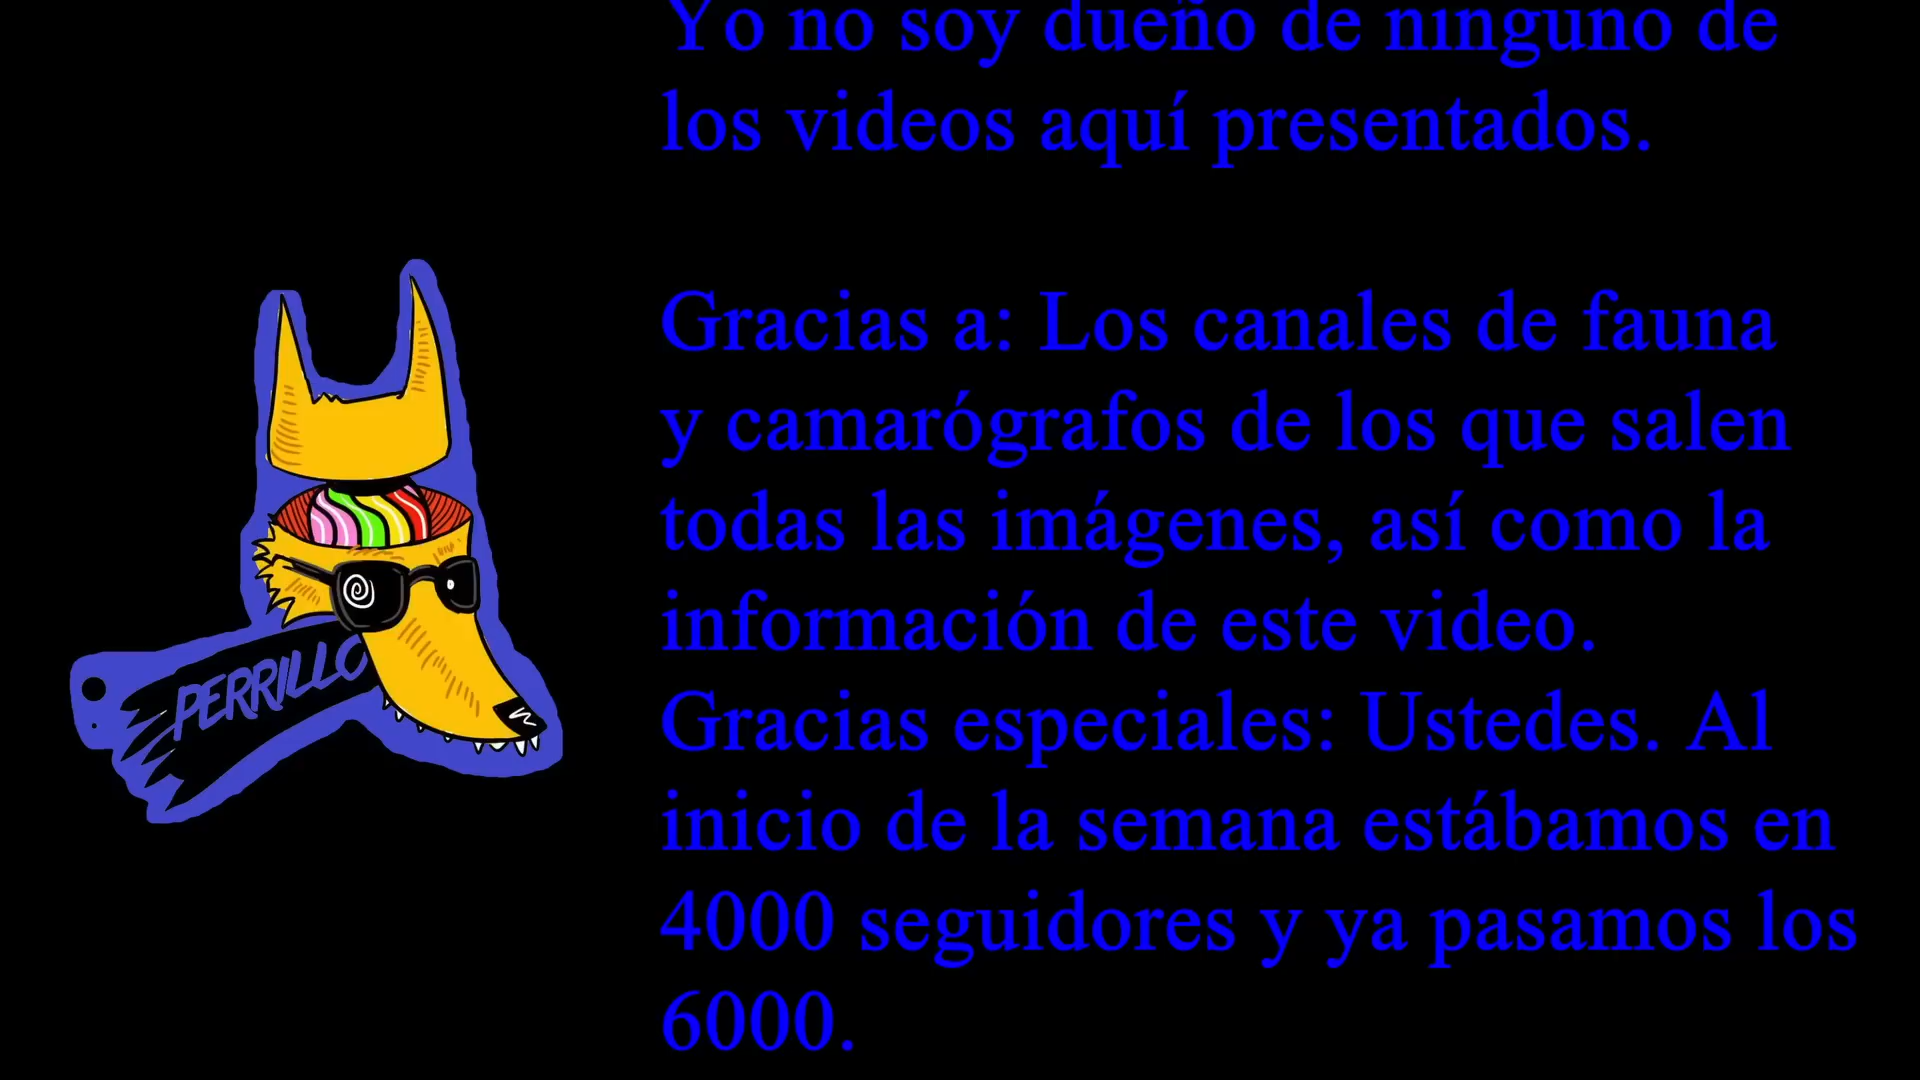 Yo no soy dueño de ninguno de
los videos aquí presentados.
Gracias a: Los canales de fauna
y camarógrafos de los que salen
todas las imágenes, así como la
información de este video.
Gracias especiales: Ustedes. Al
inicio de la semana estábamos en
4000 seguidores y ya pasamos los
6000.
PERRILLO